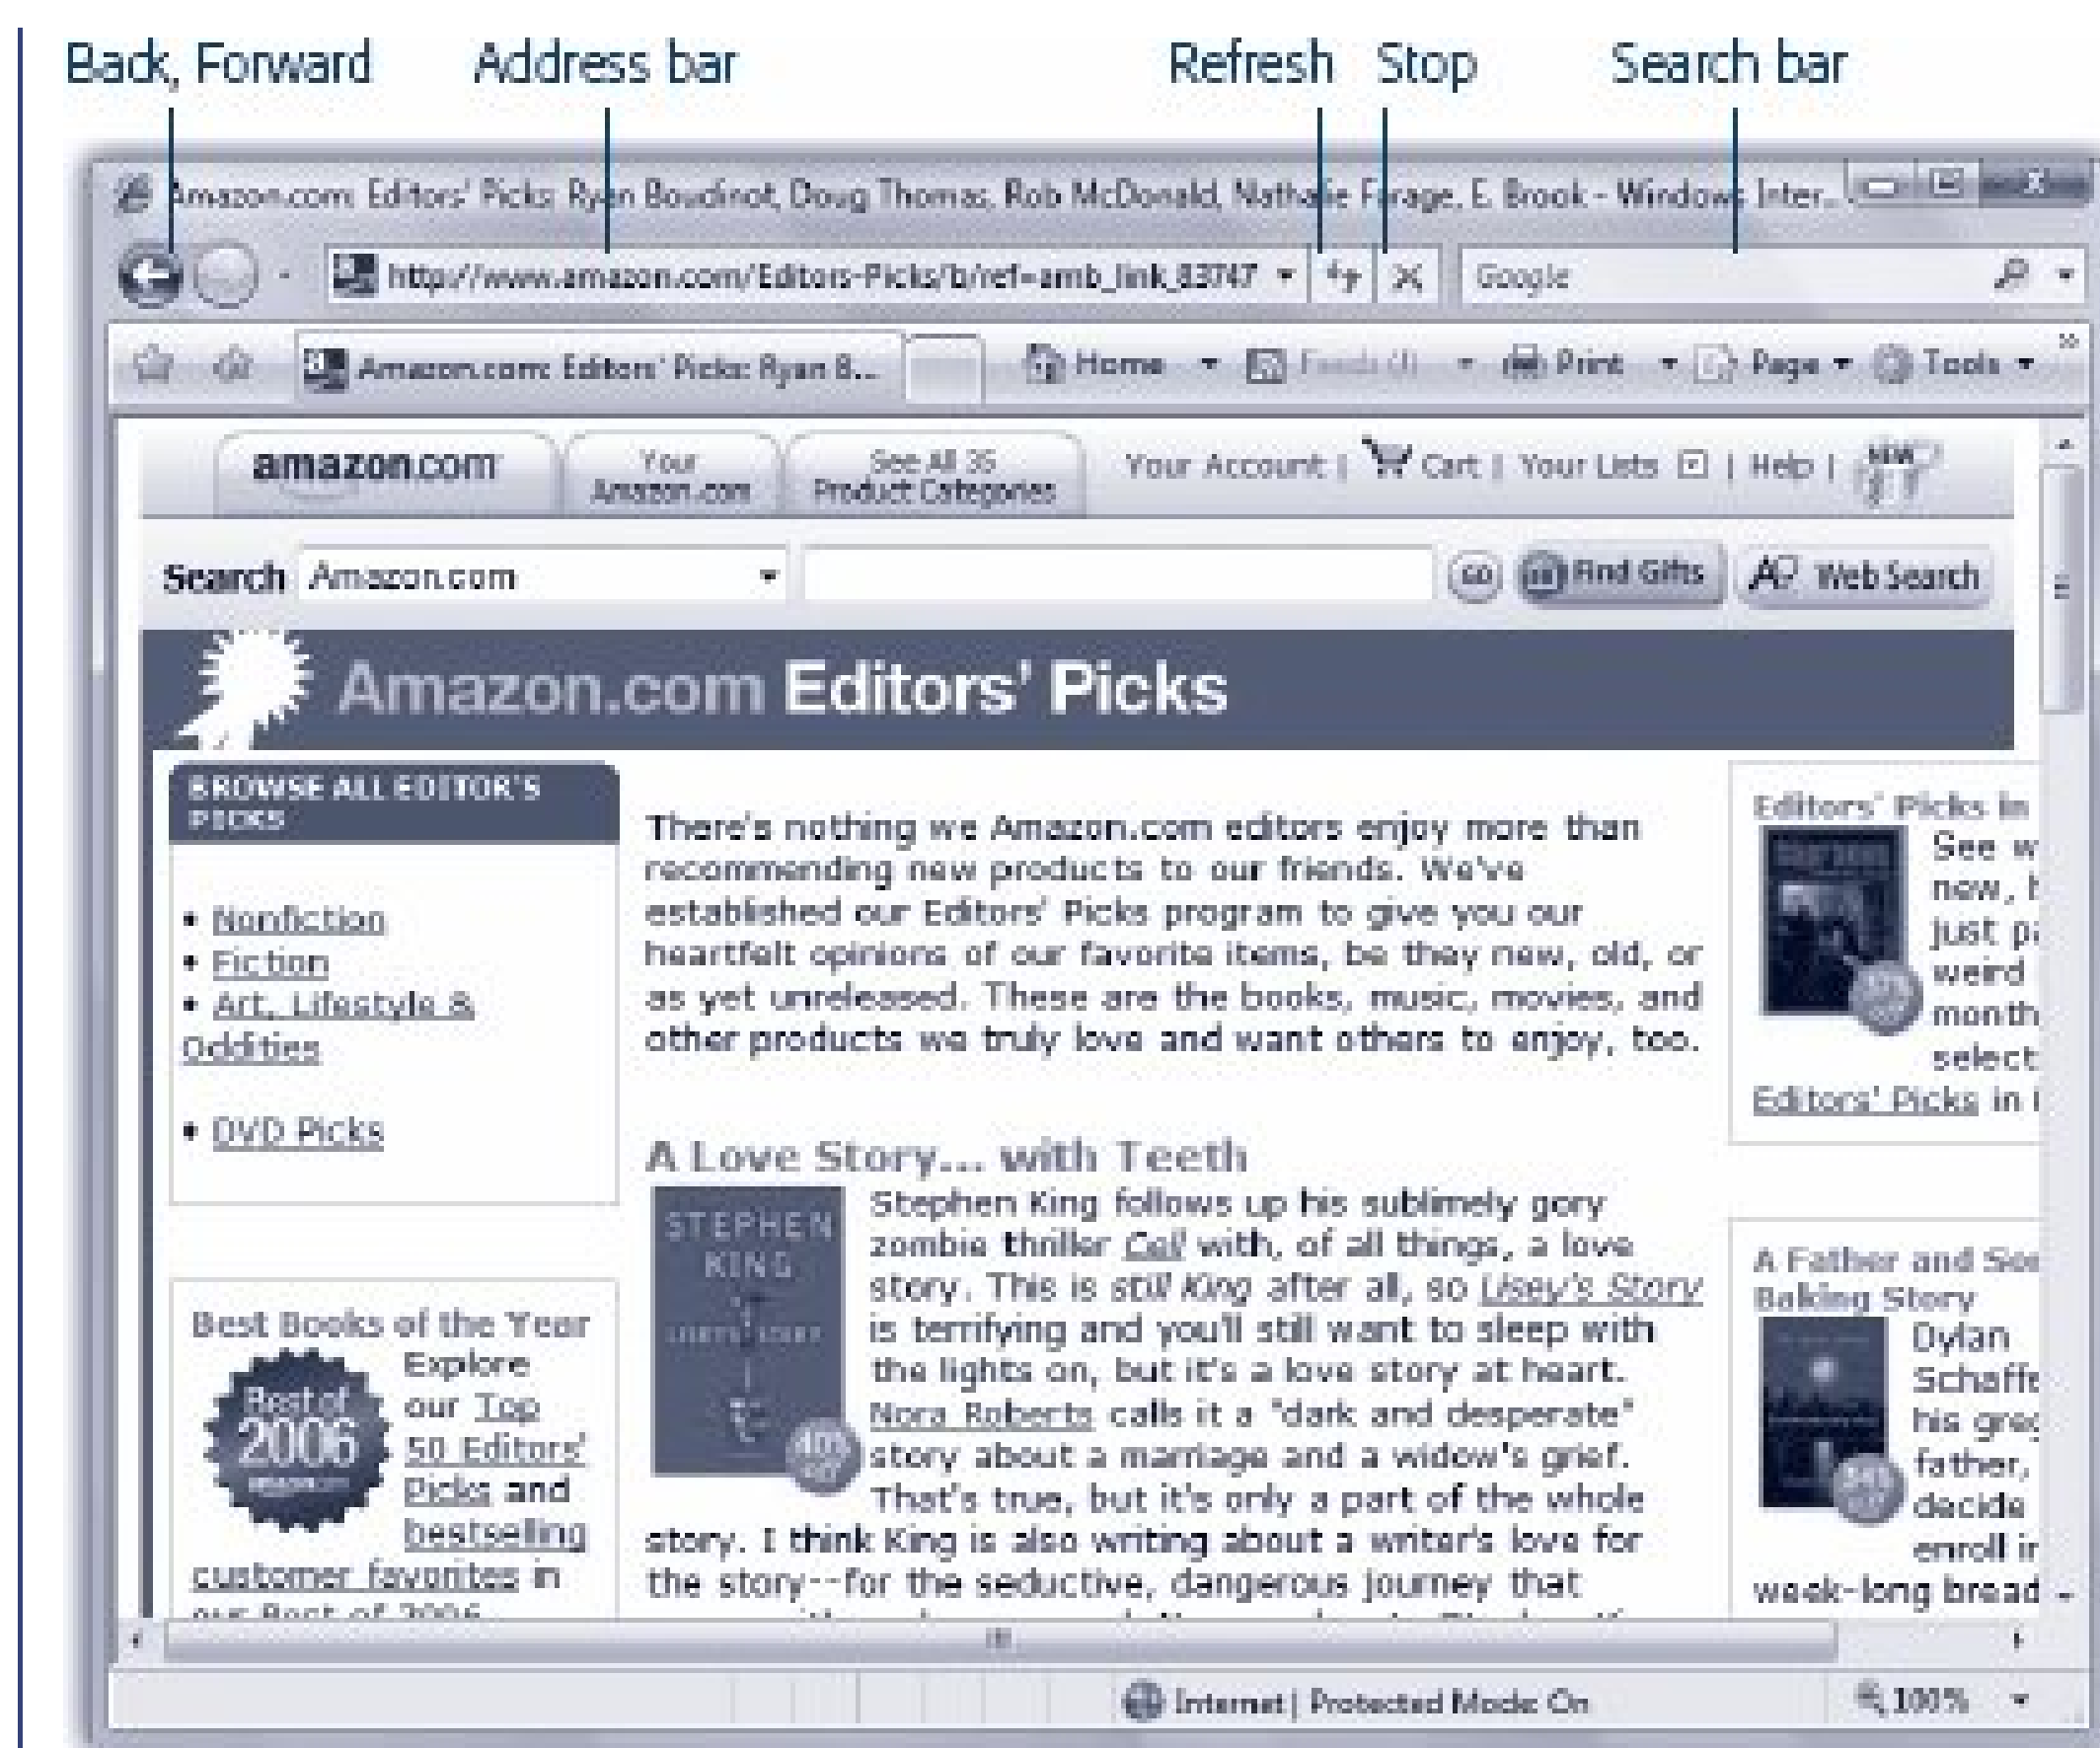 Back, Forward Address bar Refresh Stop Search bar
Amazon.com: Editors' Picks: Ryan Boudinot, Doug Thomas, Rob McDonald, Nathalie Farage, E. Brook - Windows Inter...
http://www.amazon.com/Editors-Picks/b/ref=amb_link_83747
Google
Amazon.com: Editors' Picks: Ryan B...
Home
Feeds (J)
Print
Page
Tools
amazon.com
Your
Amazon.com
See All 35
Product Categories
Your Account | Cart | Your Lists | Help |
NEW
Search Amazon.com
GO
Find Gifts
A9 Web Search
Amazon.com Editors' Picks
BROWSE ALL EDITOR'S
PICKS
• Nonfiction
• Fiction
• Art, Lifestyle &
Oddities
• DVD Picks
Best Books of the Year
Best of
2006
Explore
our Top
50 Editors'
Picks and
bestselling
customer favorites in
our Best of 2006
There's nothing we Amazon.com editors enjoy more than
recommending new products to our friends. We've
established our Editors' Picks program to give you our
heartfelt opinions of our favorite items, be they new, old, or
as yet unreleased. These are the books, music, movies, and
other products we truly love and want others to enjoy, too.
A Love Story... with Teeth
STEPHEN
KING
Stephen King follows up his sublimely gory
zombie thriller Cell with, of all things, a love
story. This is still King after all, so Lisey's Story
is terrifying and you'll still want to sleep with
the lights on, but it's a love story at heart.
Nora Roberts calls it a "dark and desperate"
story about a marriage and a widow's grief.
That's true, but it's only a part of the whole
story. I think King is also writing about a writer's love for
the story--for the seductive, dangerous journey that
Editors' Picks in
See w
new, b
just pa
weird
month
select
Editors' Picks in i
A Father and Son
Baking Story
Dylan
Schaffe
his greg
father,
decide
enroll in
week-long bread
Internet | Protected Mode: On
100%